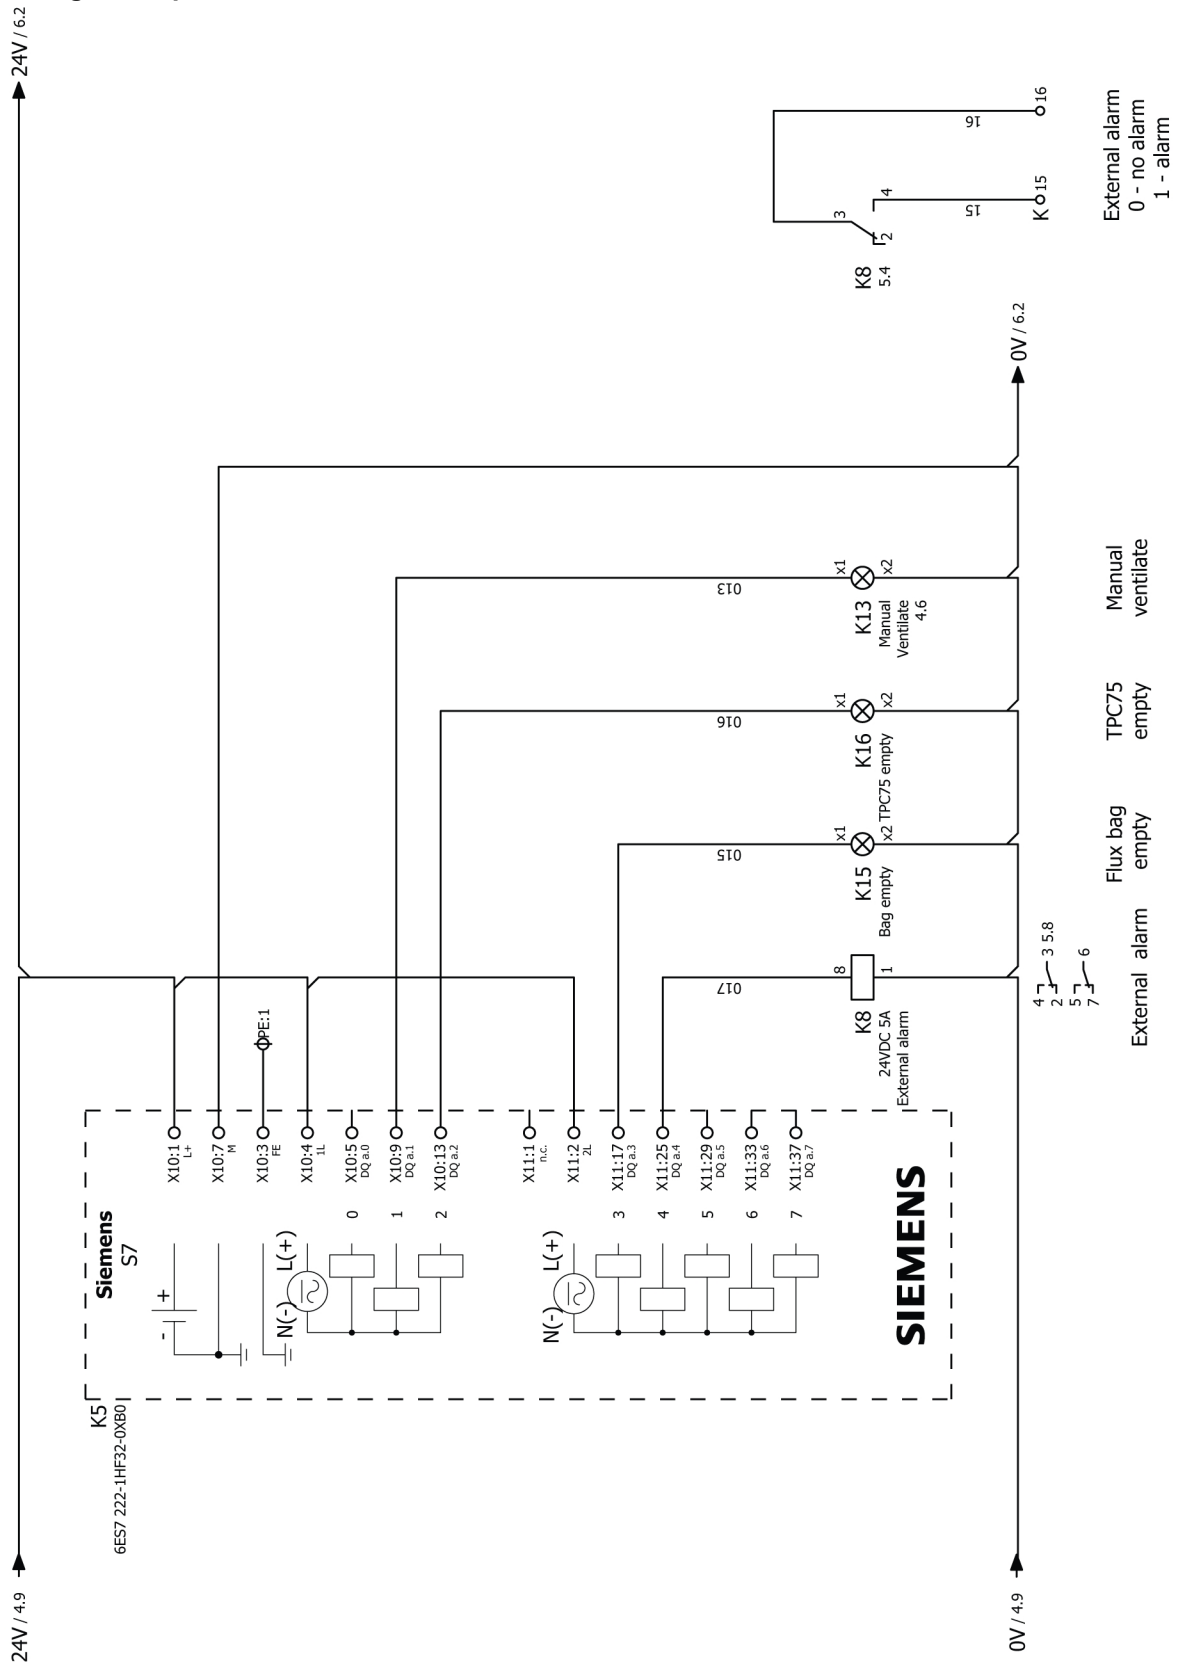 24V / 4.9
24V / 6.2
K5
6ES7 222-1HF32-0XB0
Siemens
S7
- +
X10:1
L+
X10:7
M
X10:3
FE
PE:1
N(-) L(+)
X10:4
1L
0 X10:5
DQ a.0
1 X10:9
DQ a.1
2 X10:13
DQ a.2
X11:1
n.c.
N(-) L(+)
X11:2
2L
3 X11:17
DQ a.3
4 X11:25
DQ a.4
5 X11:29
DQ a.5
6 X11:33
DQ a.6
7 X11:37
DQ a.7
SIEMENS
017
015
016
013
K8
24VDC 5A
External alarm
8
1
K15
Bag empty
x1
x2
K16
TPC75 empty
x1
x2
K13
Manual
Ventilate
4.6
x1
x2
K8
5.4
3
2
4
15
16
K 15
16
0V / 4.9
0V / 6.2
4
2
3 5.8
5
7
6
External alarm
Flux bag
empty
TPC75
empty
Manual
ventilate
External alarm
0 - no alarm
1 - alarm